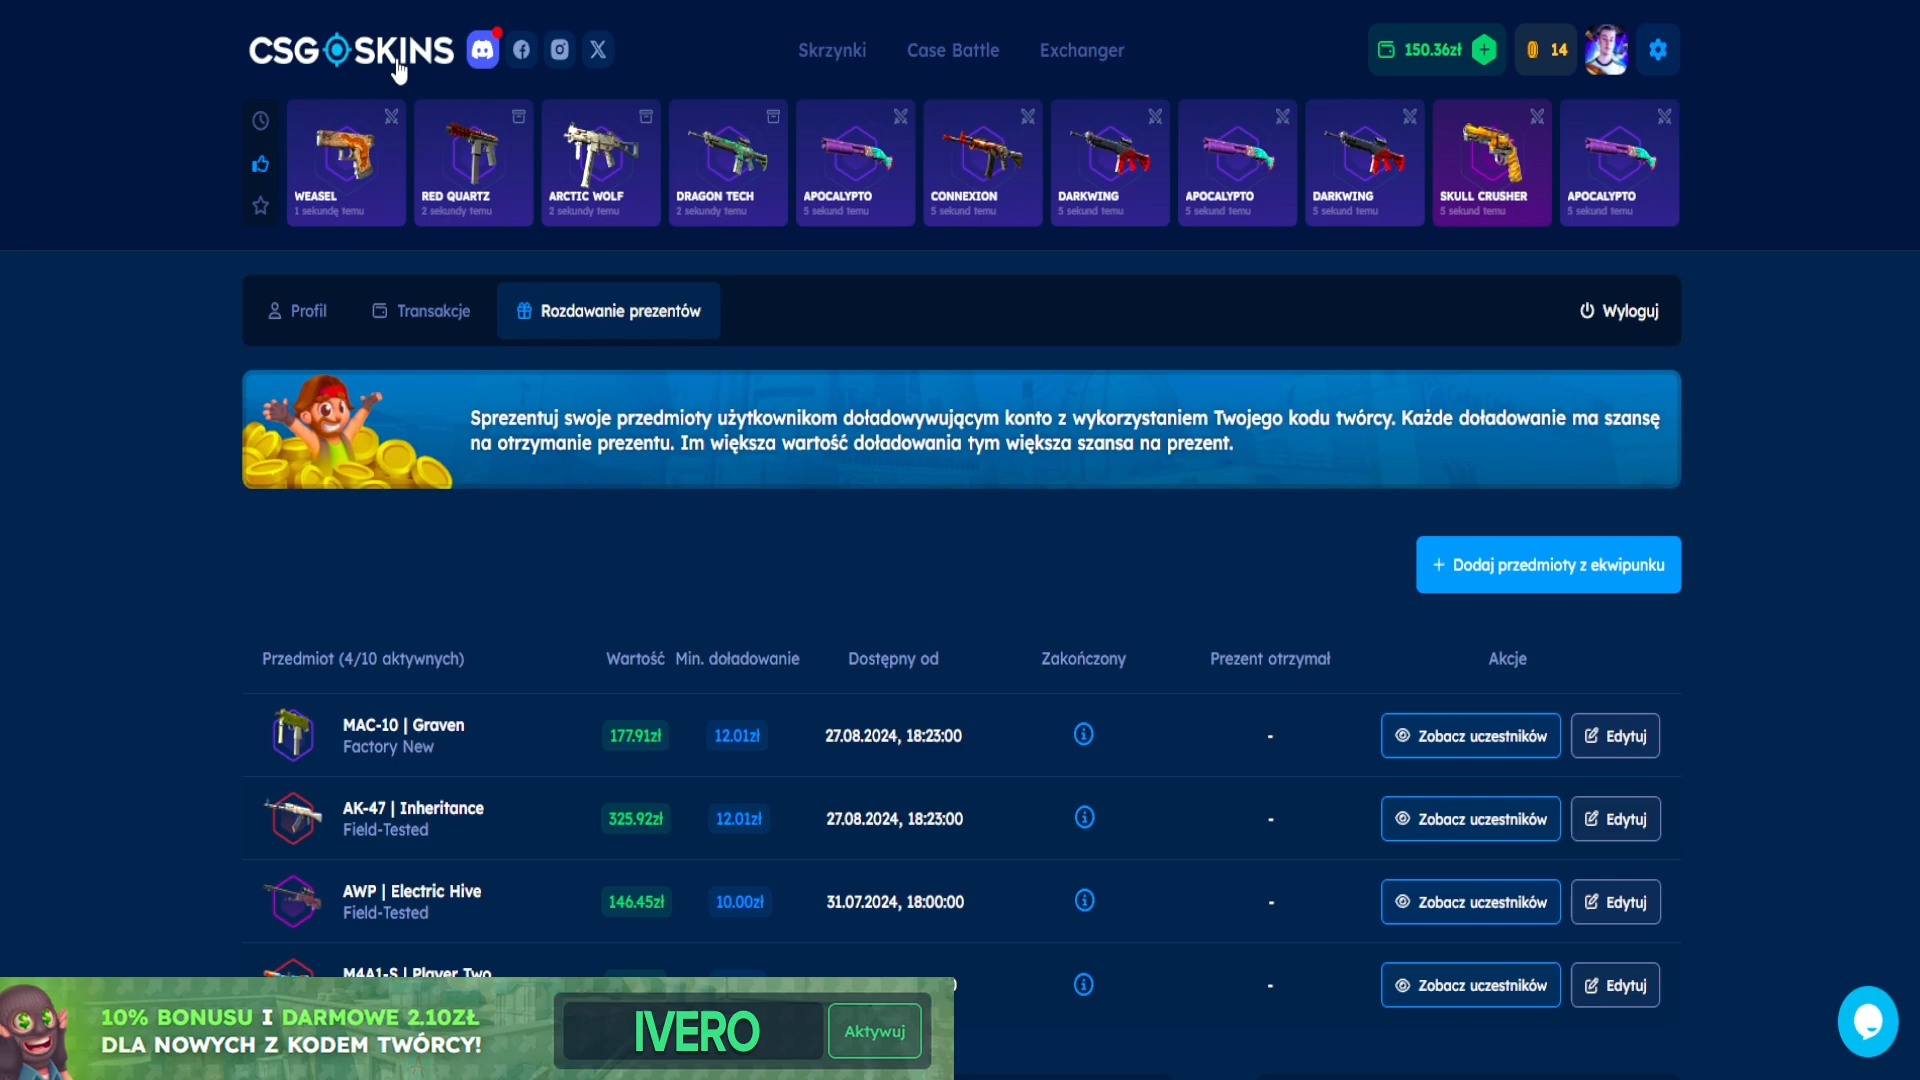 CSGOSKINS
Skrzynki
Case Battle
Exchanger
150.36zł
14
WEASEL
1 sekundę temu
RED QUARTZ
2 sekundy temu
ARCTIC WOLF
2 sekundy temu
DRAGON TECH
2 sekundy temu
APOCALYPTO
5 sekund temu
CONNEXION
5 sekund temu
DARKWING
5 sekund temu
APOCALYPTO
5 sekund temu
DARKWING
5 sekund temu
SKULL CRUSHER
5 sekund temu
APOCALYPTO
5 sekund temu
Profil
Transakcje
Rozdawanie prezentów
Wyloguj
Sprezentuj swoje przedmioty użytkownikom doładowywującym konto z wykorzystaniem Twojego kodu twórcy. Każde doładowanie ma szansę
na otrzymanie prezentu. Im większa wartość doładowania tym większa szansa na prezent.
+ Dodaj przedmioty z ekwipunku
Przedmiot (4/10 aktywnych)
Wartość
Min. doładowanie
Dostępny od
Zakończony
Prezent otrzymał
Akcje
MAC-10 | Graven
Factory New
177.91zł
12.01zł
27.08.2024, 18:23:00
-
Zobacz uczestników
Edytuj
AK-47 | Inheritance
Field-Tested
325.92zł
12.01zł
27.08.2024, 18:23:00
-
Zobacz uczestników
Edytuj
AWP | Electric Hive
Field-Tested
146.45zł
10.00zł
31.07.2024, 18:00:00
-
Zobacz uczestników
Edytuj
M4A1-S | Player Two
-
Zobacz uczestników
Edytuj
10% BONUSU I DARMOWE 2.10ZŁ
DLA NOWYCH Z KODEM TWÓRCY!
IVERO
Aktywuj